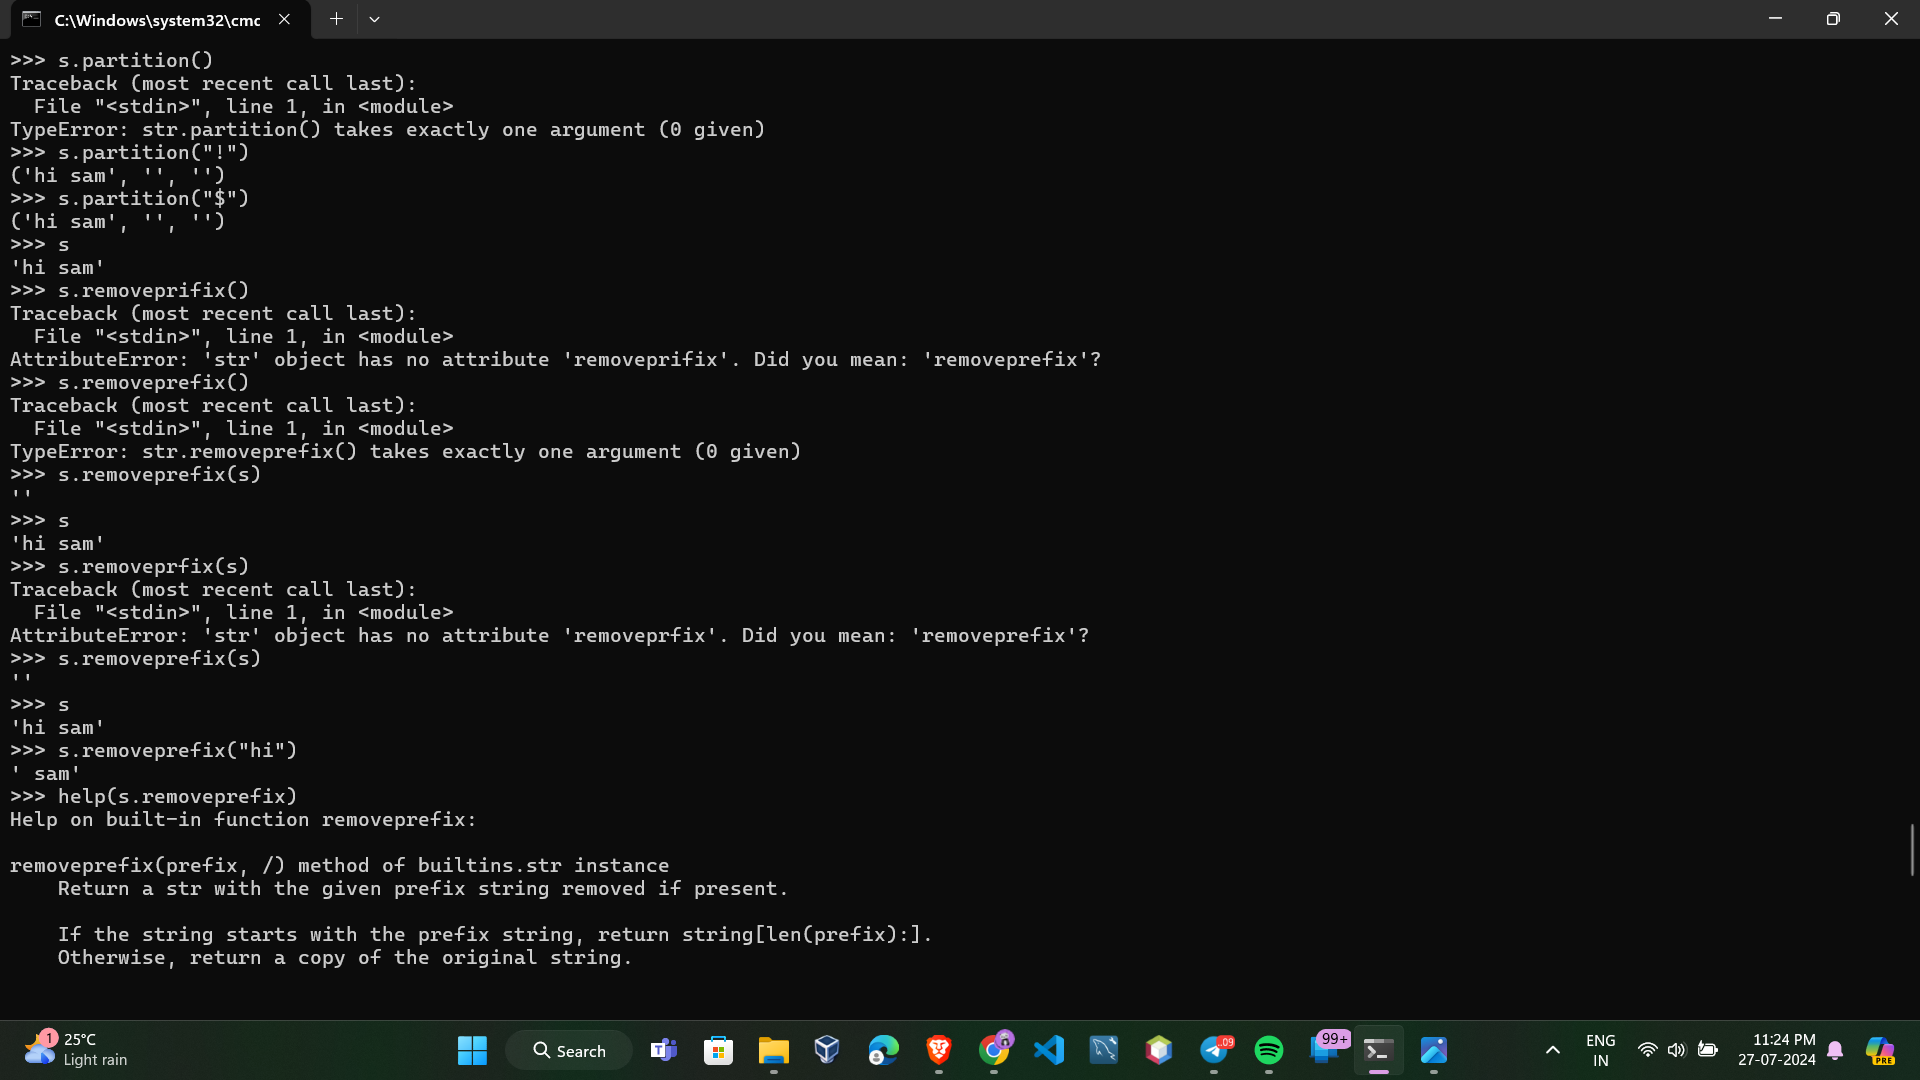 C:\Windows\system32\cmc
>>> s.partition()
Traceback (most recent call last):
  File "<stdin>", line 1, in <module>
TypeError: str.partition() takes exactly one argument (0 given)
>>> s.partition("!")
('hi sam', '', '')
>>> s.partition("$")
('hi sam', '', '')
>>> s
'hi sam'
>>> s.removeprifix()
Traceback (most recent call last):
  File "<stdin>", line 1, in <module>
AttributeError: 'str' object has no attribute 'removeprifix'. Did you mean: 'removeprefix'?
>>> s.removeprefix()
Traceback (most recent call last):
  File "<stdin>", line 1, in <module>
TypeError: str.removeprefix() takes exactly one argument (0 given)
>>> s.removeprefix(s)
''
>>> s
'hi sam'
>>> s.removeprfix(s)
Traceback (most recent call last):
  File "<stdin>", line 1, in <module>
AttributeError: 'str' object has no attribute 'removeprfix'. Did you mean: 'removeprefix'?
>>> s.removeprefix(s)
''
>>> s
'hi sam'
>>> s.removeprefix("hi")
' sam'
>>> help(s.removeprefix)
Help on built-in function removeprefix:
removeprefix(prefix, /) method of builtins.str instance
    Return a str with the given prefix string removed if present.
    If the string starts with the prefix string, return string[len(prefix):].
    Otherwise, return a copy of the original string.
1
25°C
Light rain
Search
..09
99+
ENG
IN
11:24 PM
27-07-2024
PRE